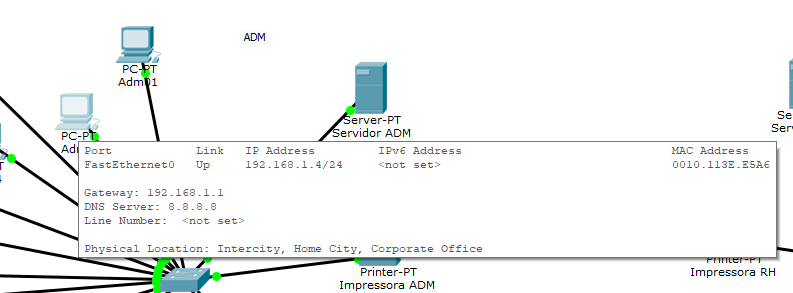 ADM
PC-PT
Adm01
PC-PT
Server-PT
Servidor ADM
Port Link IP Address IPv6 Address MAC Address
FastEthernet0 Up 192.168.1.4/24 <not set> 0010.113E.E5A6
Gateway: 192.168.1.1
DNS Server: 8.8.8.8
Line Number: <not set>
Physical Location: Intercity, Home City, Corporate Office
Printer-PT
Impressora ADM
Printer-PT
Impressora RH